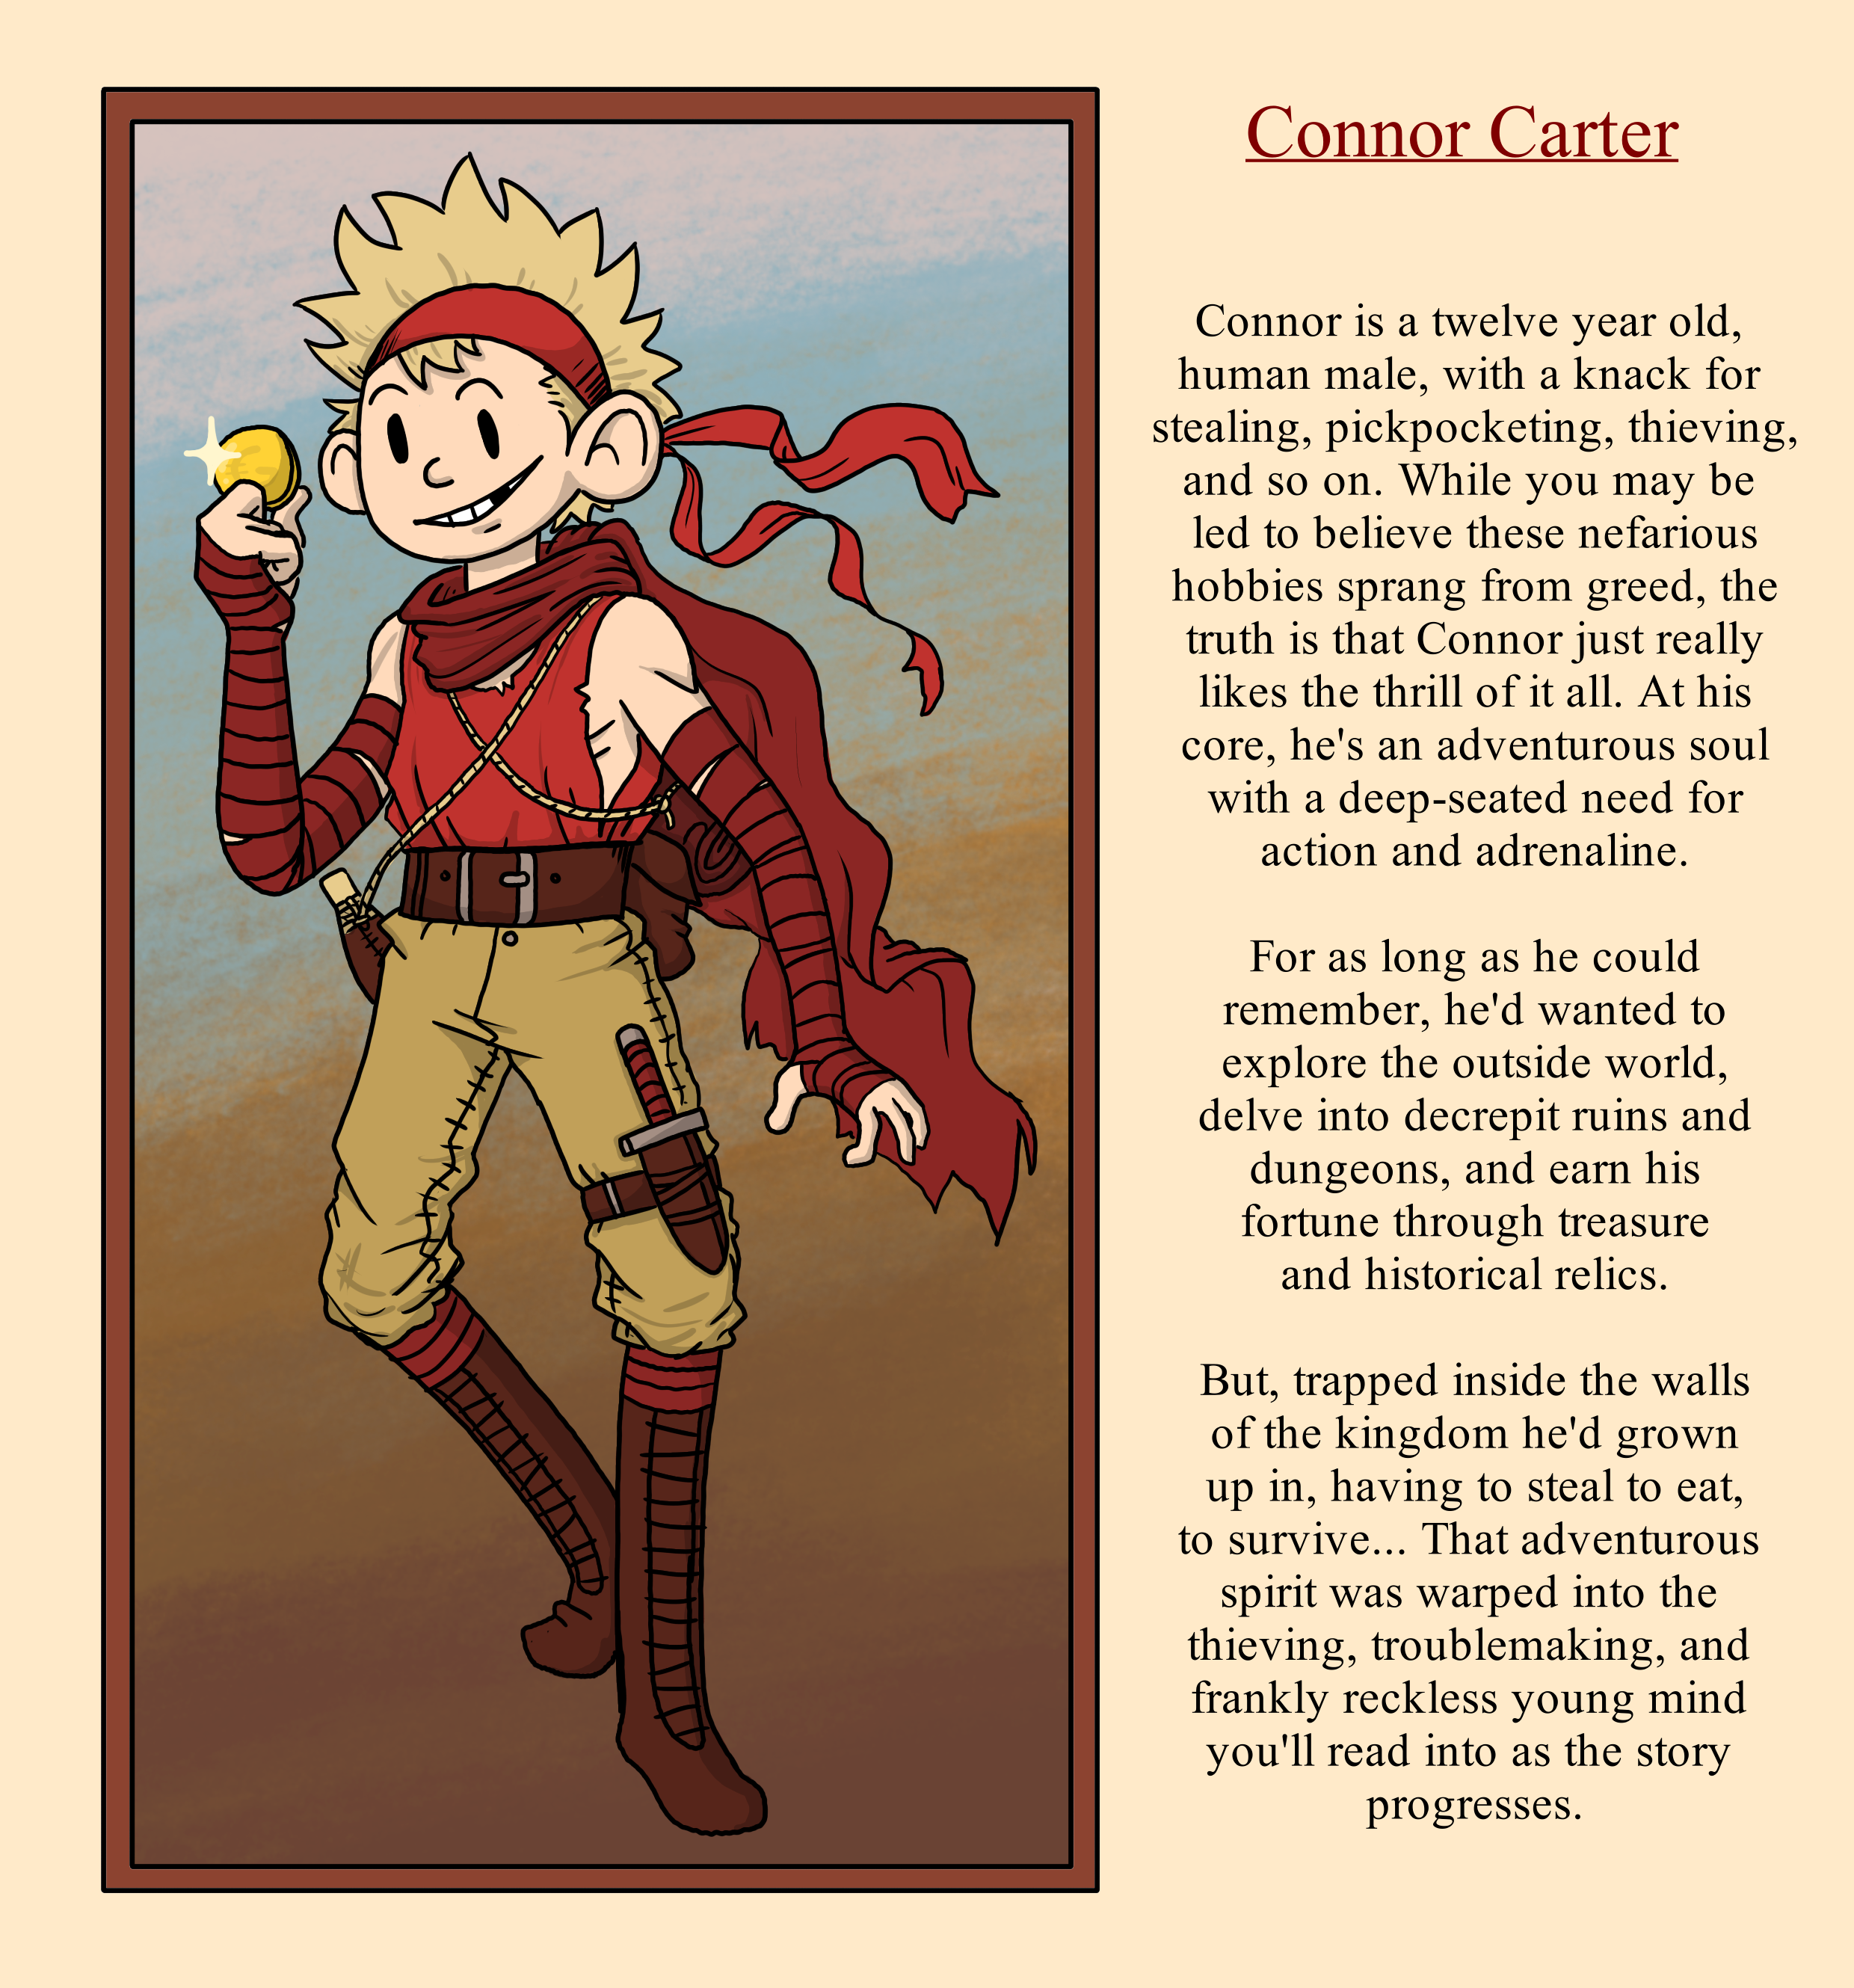 Connor Carter
Connor is a twelve year old,
human male, with a knack for
stealing, pickpocketing, thieving,
and so on. While you may be
led to believe these nefarious
hobbies sprang from greed, the
truth is that Connor just really
likes the thrill of it all. At his
core, he's an adventurous soul
with a deep-seated need for
action and adrenaline.
For as long as he could
remember, he'd wanted to
explore the outside world,
delve into decrepit ruins and
dungeons, and earn his
fortune through treasure
and historical relics.
But, trapped inside the walls
of the kingdom he'd grown
up in, having to steal to eat,
to survive... That adventurous
spirit was warped into the
thieving, troublemaking, and
frankly reckless young mind
you'll read into as the story
progresses.